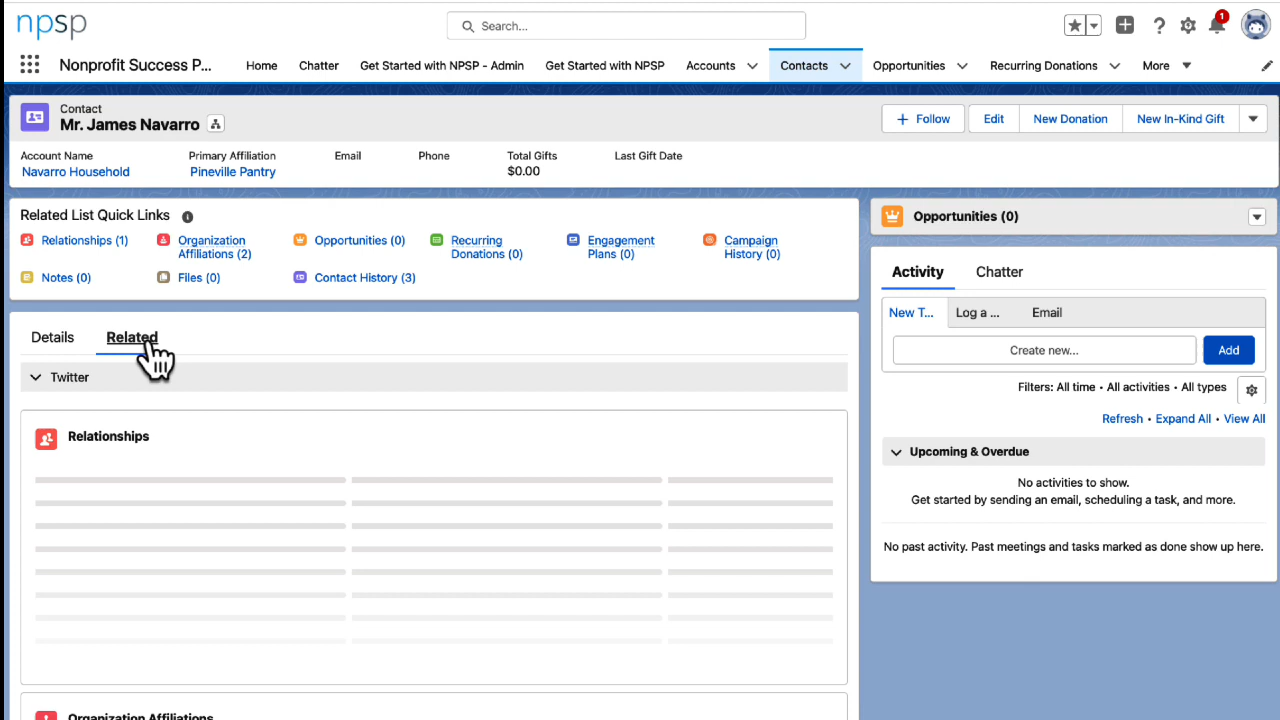 npsp
Search...
1
Nonprofit Success P...
Home
Chatter
Get Started with NPSP - Admin
Get Started with NPSP
Accounts
Contacts
Opportunities
Recurring Donations
More
Contact
Mr. James Navarro
Follow
Edit
New Donation
New In-Kind Gift
Account Name
Primary Affiliation
Email
Phone
Total Gifts
Last Gift Date
Navarro Household
Pineville Pantry
$0.00
Related List Quick Links
Relationships (1)
Organization
Affiliations (2)
Opportunities (0)
Recurring
Donations (0)
Engagement
Plans (0)
Campaign
History (0)
Notes (0)
Files (0)
Contact History (3)
Details
Related
Twitter
Relationships
Organization Affiliations
Opportunities (0)
Activity
Chatter
New T...
Log a ...
Email
Create new...
Add
Filters: All time • All activities • All types
Refresh • Expand All • View All
Upcoming & Overdue
No activities to show.
Get started by sending an email, scheduling a task, and more.
No past activity. Past meetings and tasks marked as done show up here.